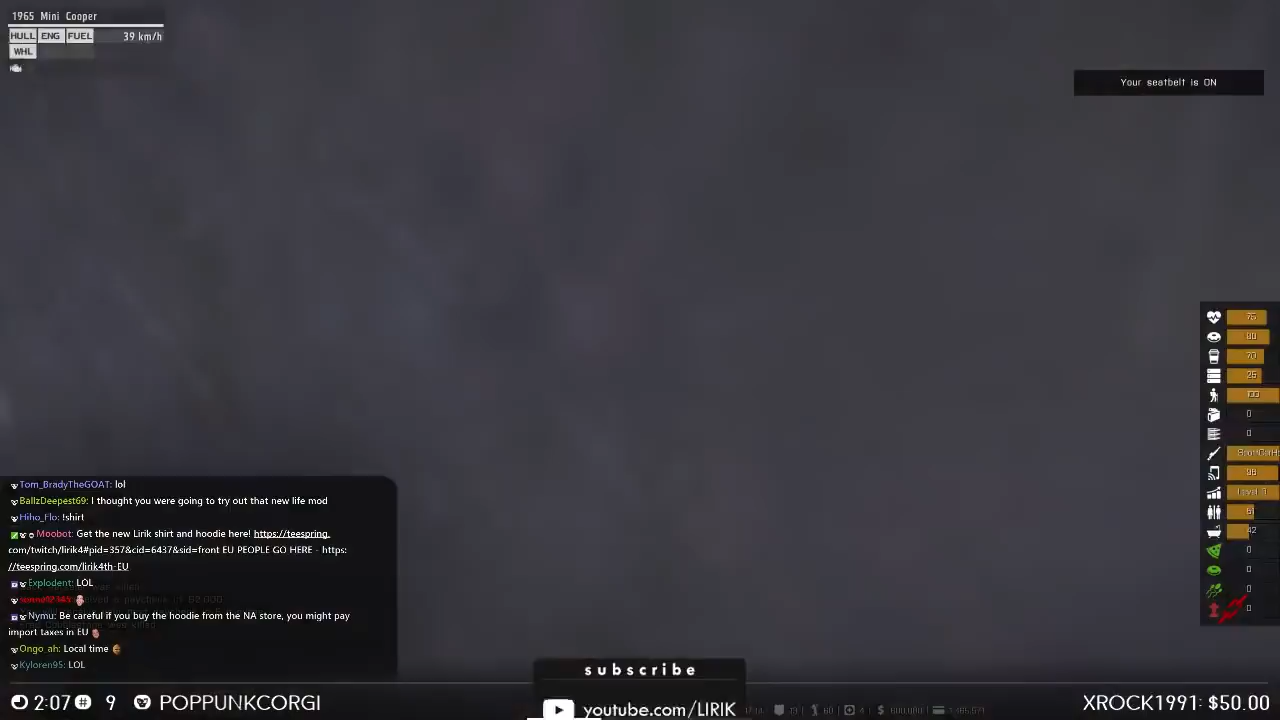 1965 Mini Cooper
HULL ENG FUEL 39 km/h
WHL
Your seatbelt is ON
75
80
70
25
100
0
0
98
61
42
0
0
0
0
Tom_BradyTheGOAT: lol
BallzDeepest69: I thought you were going to try out that new life mod
Hiho_Flo: !shirt
Moobot: Get the new Lirik shirt and hoodie here! https://teespring.
com/twitch/lirik4#pid=357&cid=6437&sid=front EU PEOPLE GO HERE - https:
//teespring.com/lirik4th-EU
Explodent: LOL
Nymu: Be careful if you buy the hoodie from the NA store, you might pay
import taxes in EU
Ongo_ah: Local time
Kyloren95: LOL
subscribe
youtube.com/LIRIK
2:07 # 9 POPPUNKCORGI
XROCK1991: $50.00